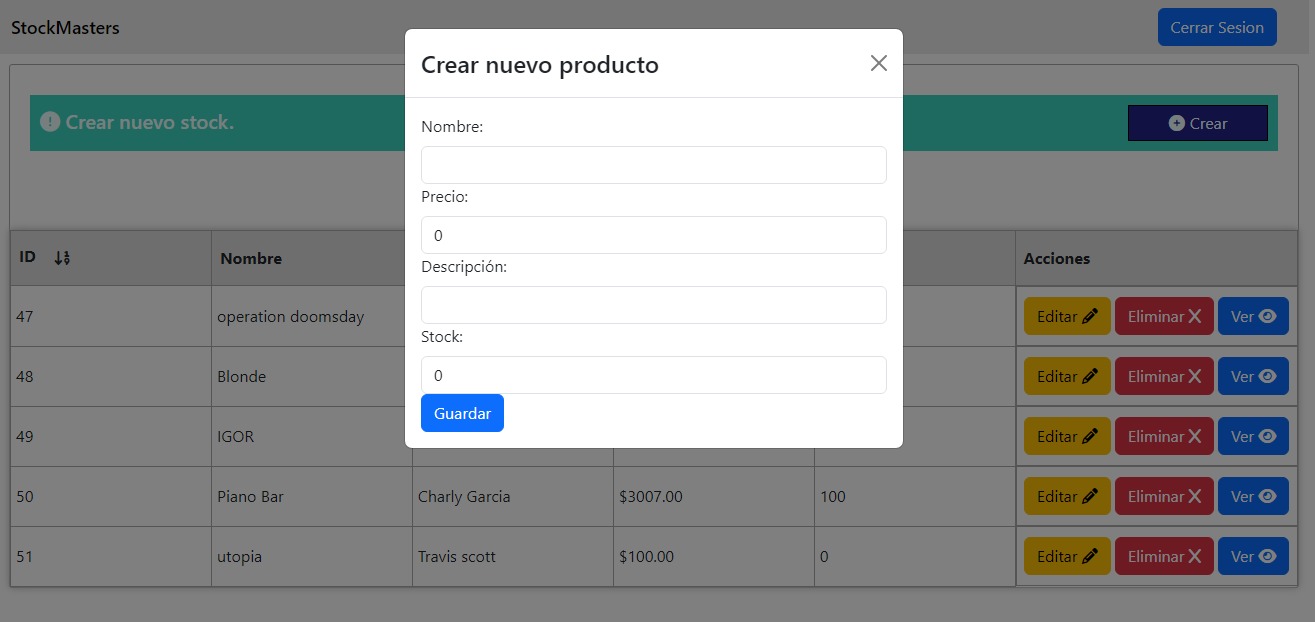 StockMasters
Cerrar Sesion
Crear nuevo stock.
Crear
Crear nuevo producto
Nombre:
Precio:
0
Descripción:
Stock:
0
Guardar
ID Nombre Acciones
47 operation doomsday Editar Eliminar Ver
48 Blonde Editar Eliminar Ver
49 IGOR Editar Eliminar Ver
50 Piano Bar Charly Garcia $3007.00 100 Editar Eliminar Ver
51 utopia Travis scott $100.00 0 Editar Eliminar Ver